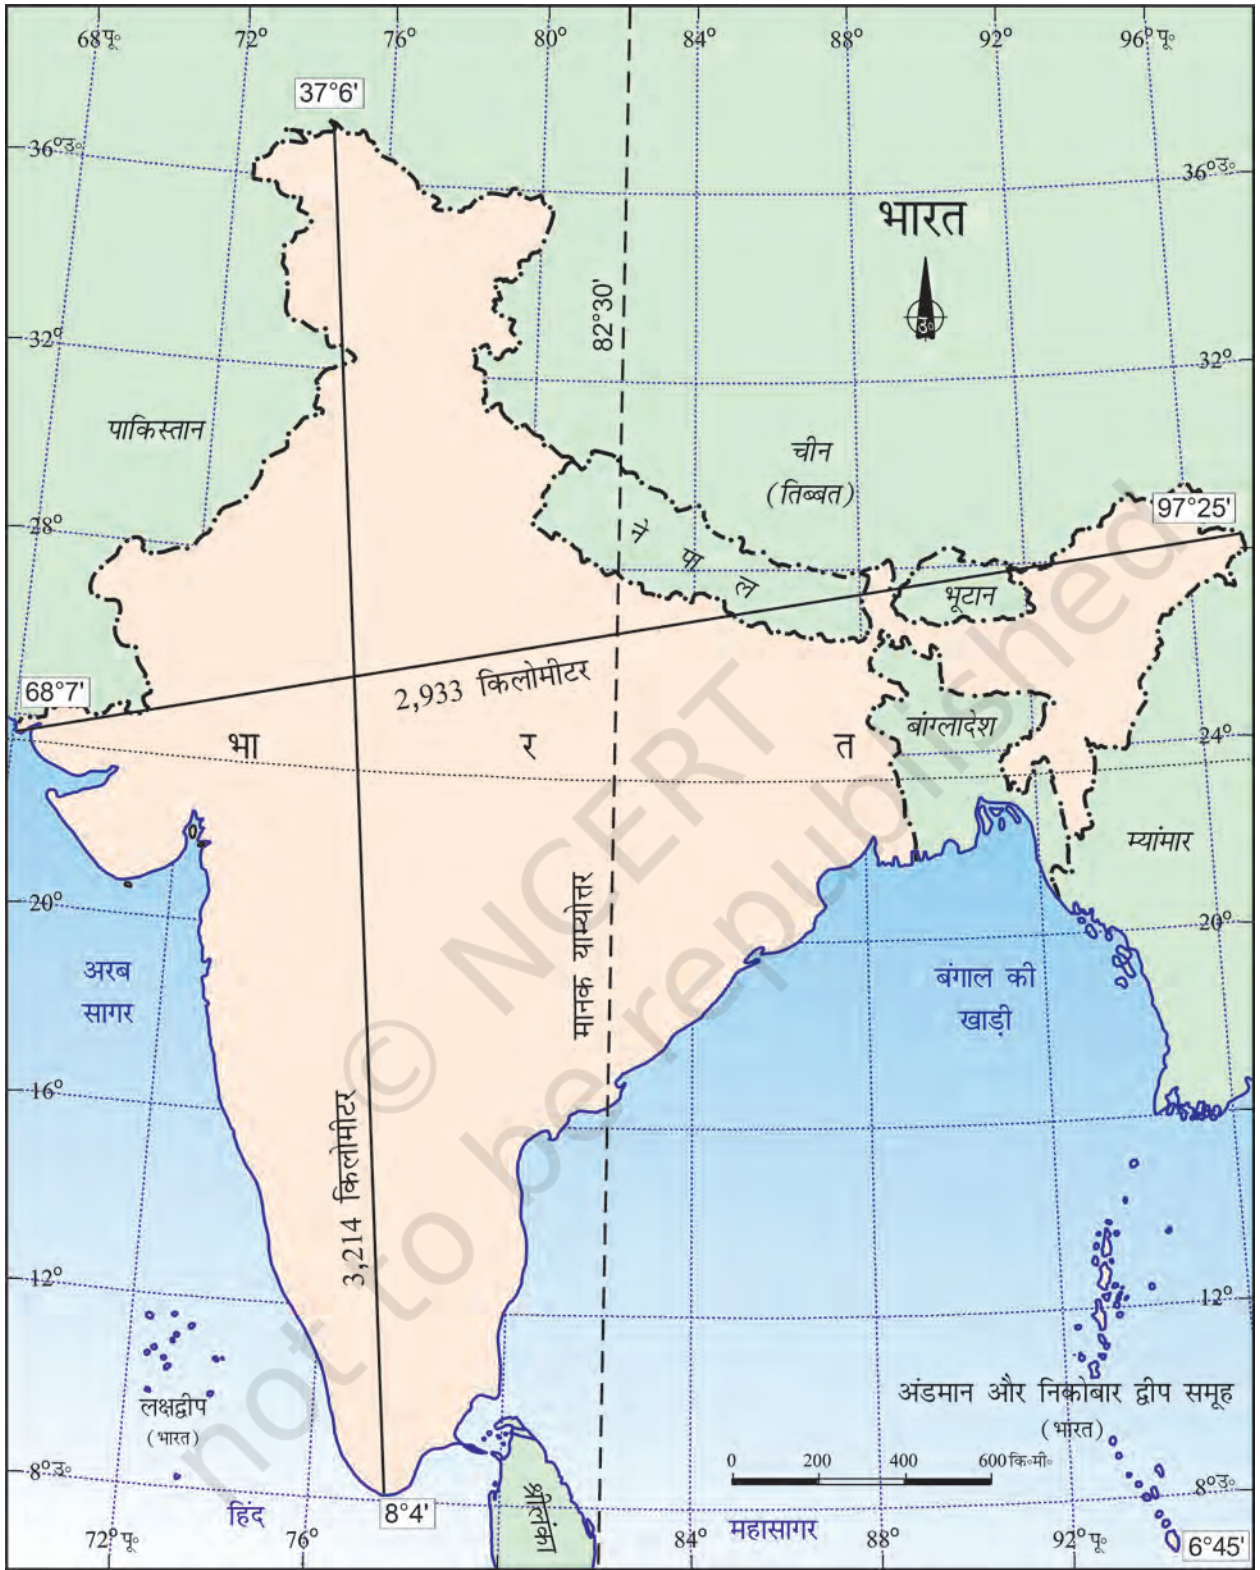 68°पू॰ 72° 76° 80° 84° 88° 92° 96°पू॰
37°6'
36°उ॰
36°उ॰
भारत
उ॰
82°30'
32°
32°
पाकिस्तान
चीन
(तिब्बत)
97°25'
28°
नेपाल
भूटान
68°7'
2,933 किलोमीटर
बांग्लादेश
24°
भा र त
म्यांमार
मानक याम्योत्तर
20°
20°
अरब
सागर
बंगाल की
खाड़ी
© NCERT
not to be republished
16°
3,214 किलोमीटर
12°
12°
लक्षद्वीप
(भारत)
अंडमान और निकोबार द्वीप समूह
(भारत)
0 200 400 600 कि॰मी॰
8°उ॰
8°उ॰
हिंद
8°4'
श्रीलंका
महासागर
6°45'
72°पू॰ 76° 84° 88° 92°पू॰